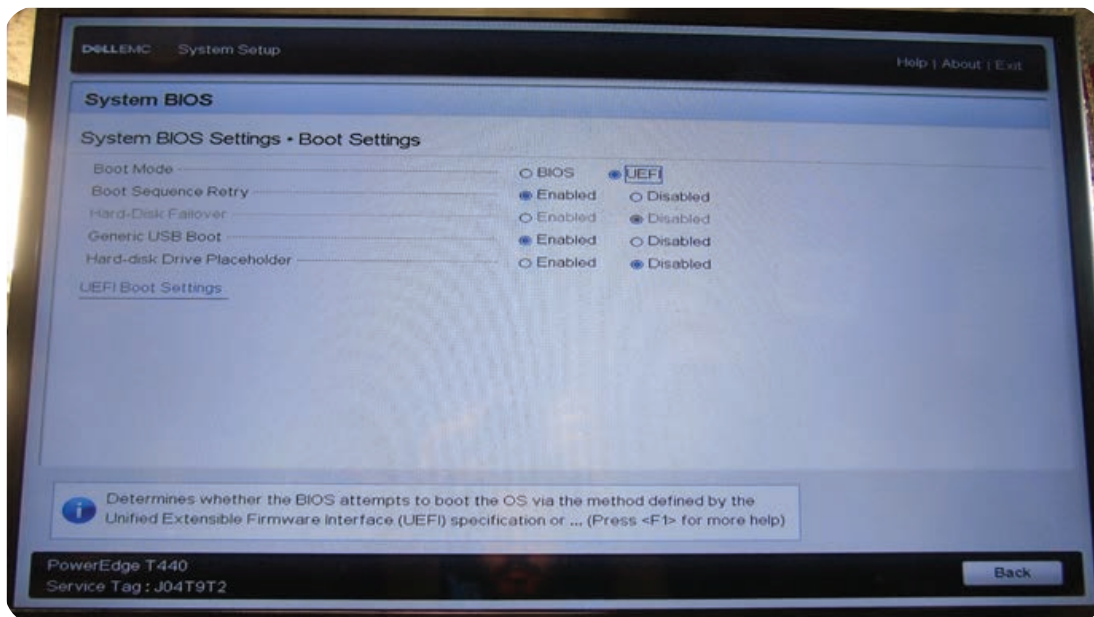 DELLEMC System Setup
Help | About | Exit
System BIOS
System BIOS Settings • Boot Settings
Boot Mode BIOS UEFI
Boot Sequence Retry Enabled Disabled
Hard-Disk Failover Enabled Disabled
Generic USB Boot Enabled Disabled
Hard-disk Drive Placeholder Enabled Disabled
UEFI Boot Settings
Determines whether the BIOS attempts to boot the OS via the method defined by the
Unified Extensible Firmware Interface (UEFI) specification or ... (Press <F1> for more help)
PowerEdge T440
Service Tag : J04T9T2
Back